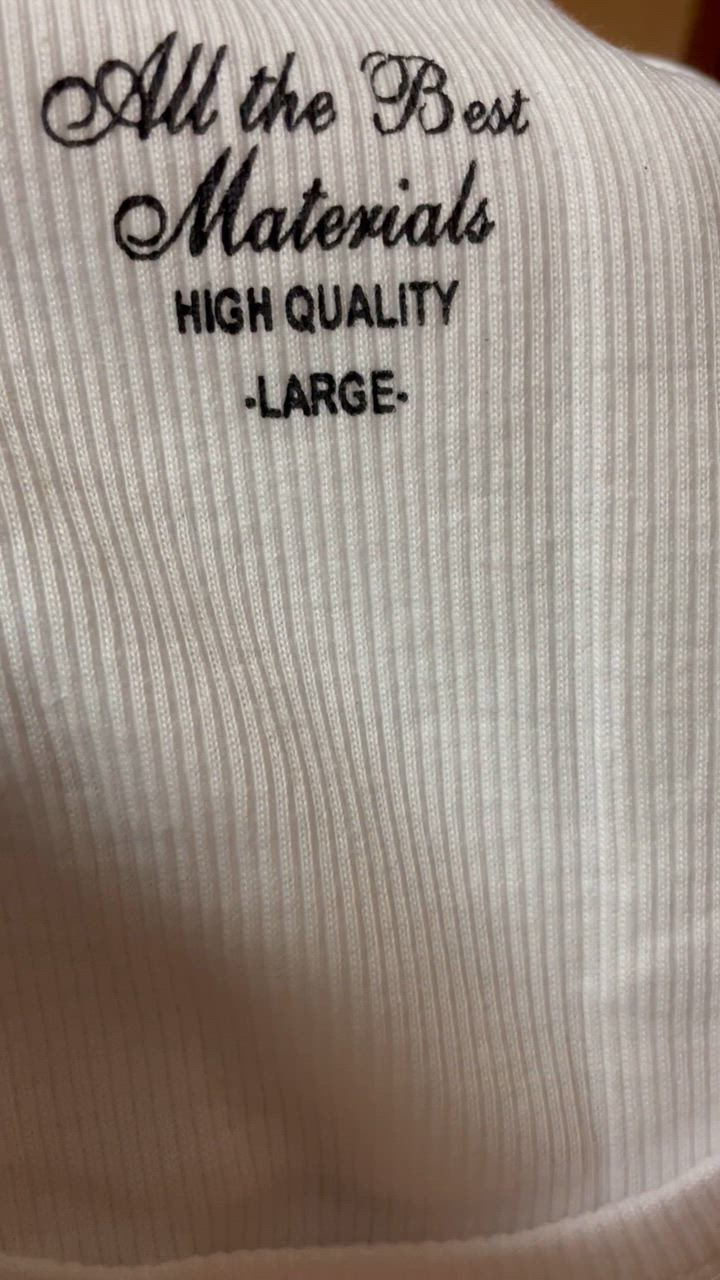 All the Best
Materials
HIGH QUALITY
-LARGE-